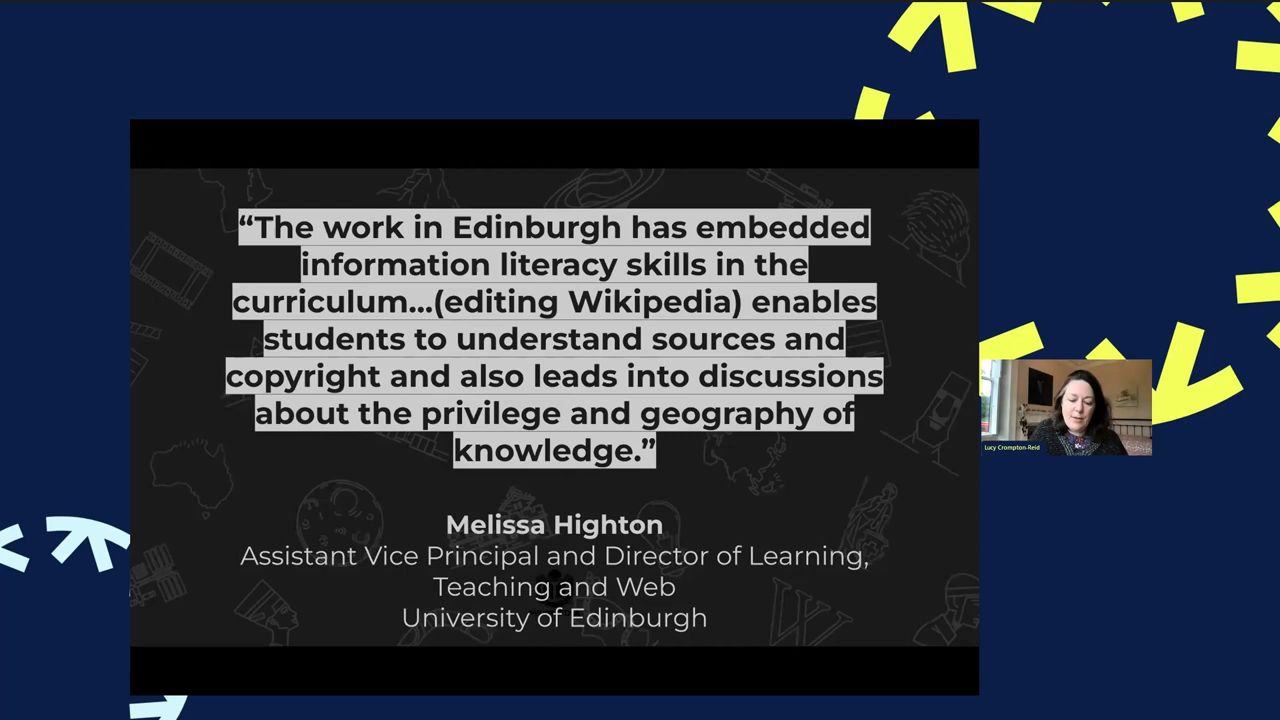 “The work in Edinburgh has embedded
information literacy skills in the
curriculum...(editing Wikipedia) enables
students to understand sources and
copyright and also leads into discussions
about the privilege and geography of
knowledge.”
Melissa Highton
Assistant Vice Principal and Director of Learning,
Teaching and Web
University of Edinburgh
Lucy Crompton-Reid